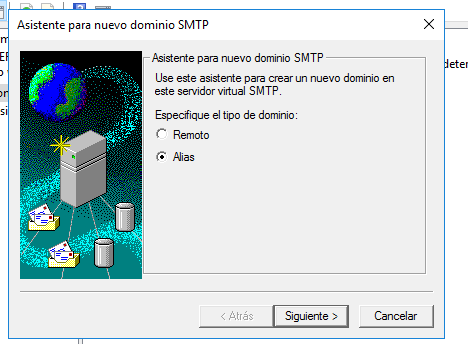 Asistente para nuevo dominio SMTP
Asistente para nuevo dominio SMTP
Use este asistente para crear un nuevo dominio en
este servidor virtual SMTP.
Especifique el tipo de dominio:
Remoto
Alias
< Atrás
Siguiente >
Cancelar
deter